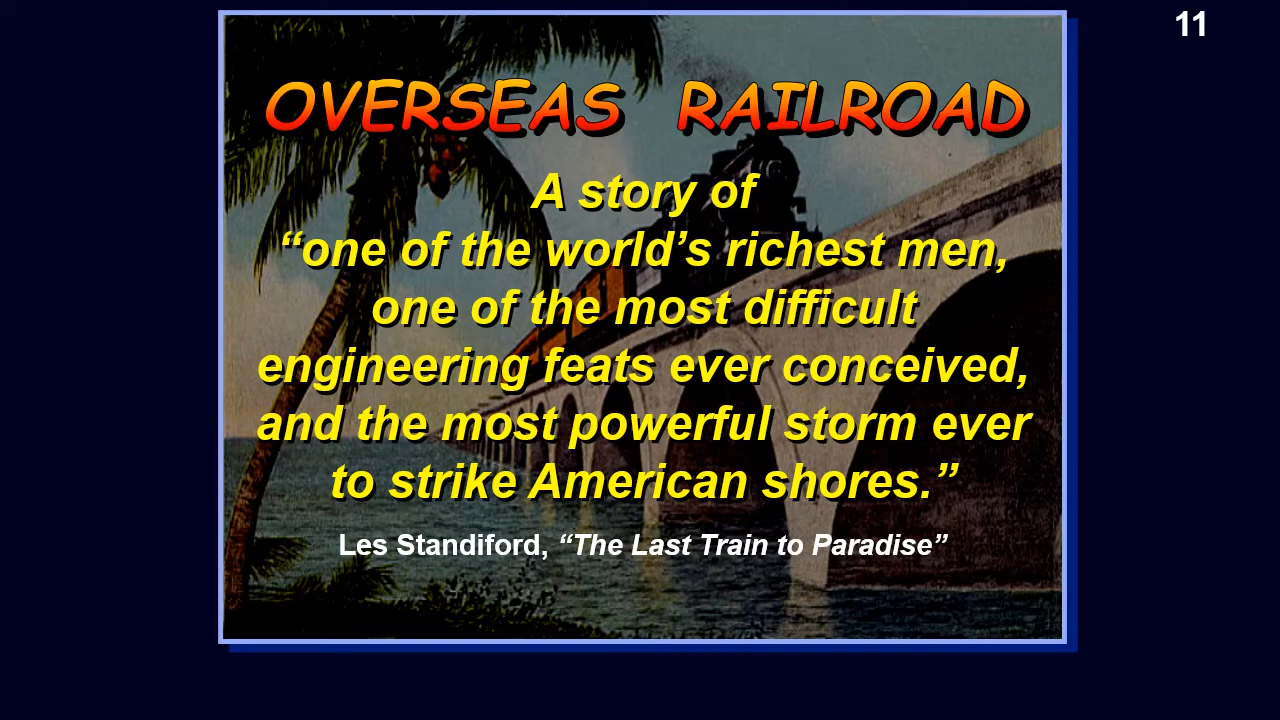 11
OVERSEAS RAILROAD
A story of
“one of the world’s richest men,
one of the most difficult
engineering feats ever conceived,
and the most powerful storm ever
to strike American shores.”
Les Standiford, “The Last Train to Paradise”